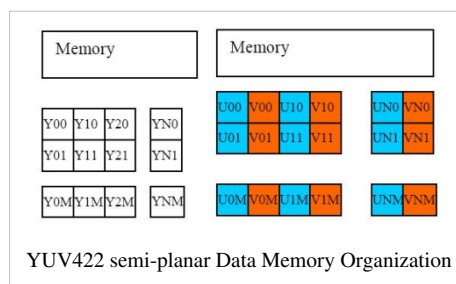 Memory Memory
Y00 Y10 Y20 YN0 U00 V00 U10 V10 UN0 VN0
Y01 Y11 Y21 YN1 U01 V01 U11 V11 UN1 VN1
Y0M Y1M Y2M YNM U0M V0M U1M V1M UNM VNM
YUV422 semi-planar Data Memory Organization